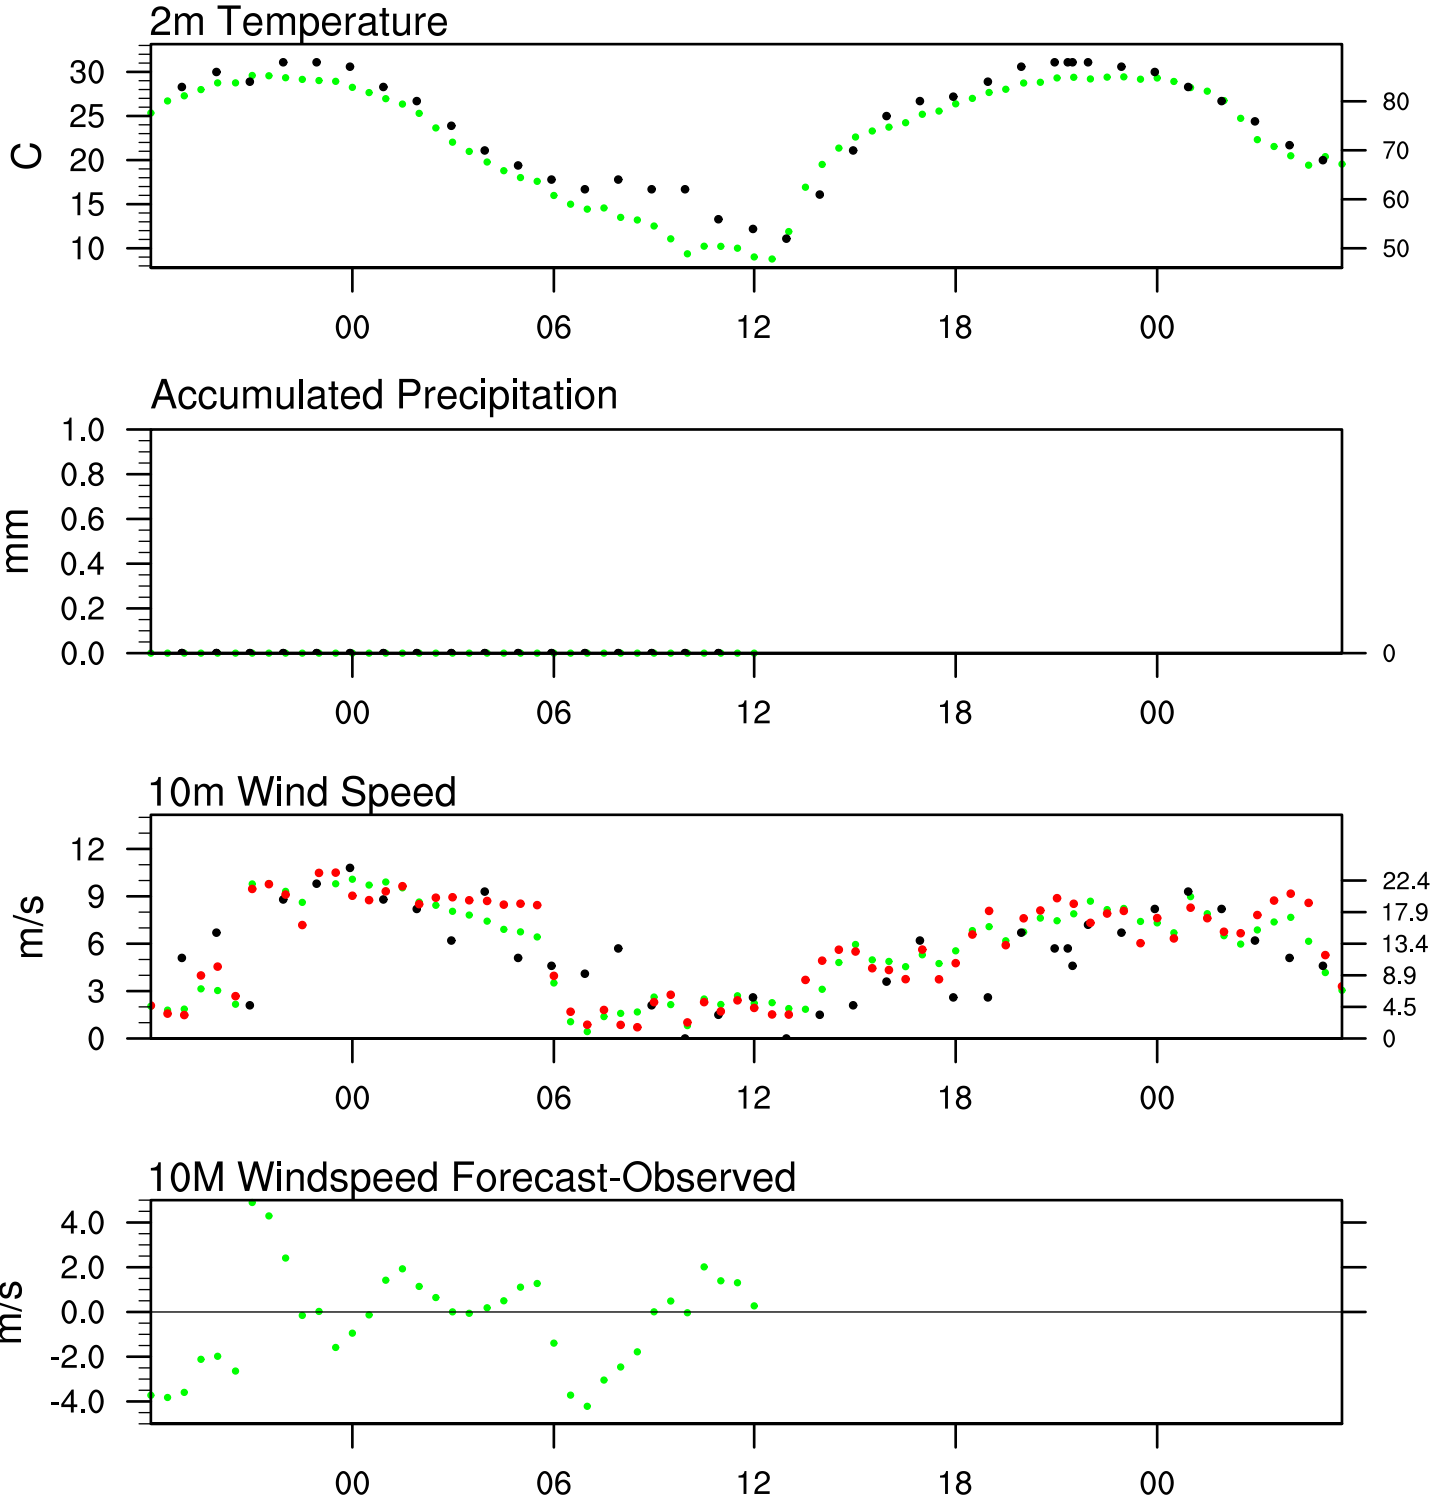 2m Temperature
C
30
25
20
15
10
80
70
60
50
00 06 12 18 00
Accumulated Precipitation
mm
1.0
0.8
0.6
0.4
0.2
0.0
0
00 06 12 18 00
10m Wind Speed
m/s
12
9
6
3
0
22.4
17.9
13.4
8.9
4.5
0
00 06 12 18 00
10M Windspeed Forecast-Observed
m/s
4.0
2.0
0.0
-2.0
-4.0
00 06 12 18 00